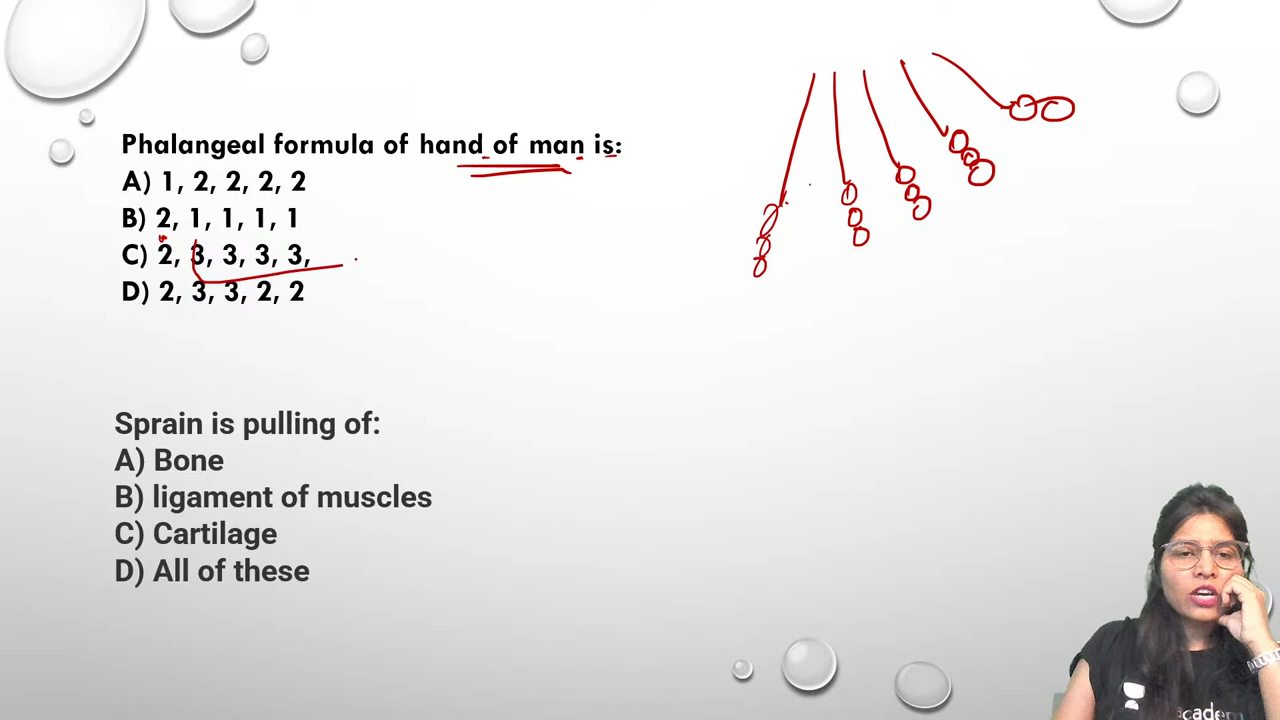 Phalangeal formula of hand of man is:
A) 1, 2, 2, 2, 2
B) 2, 1, 1, 1, 1
C) 2, 3, 3, 3, 3,
D) 2, 3, 3, 2, 2
Sprain is pulling of:
A) Bone
B) ligament of muscles
C) Cartilage
D) All of these
academy